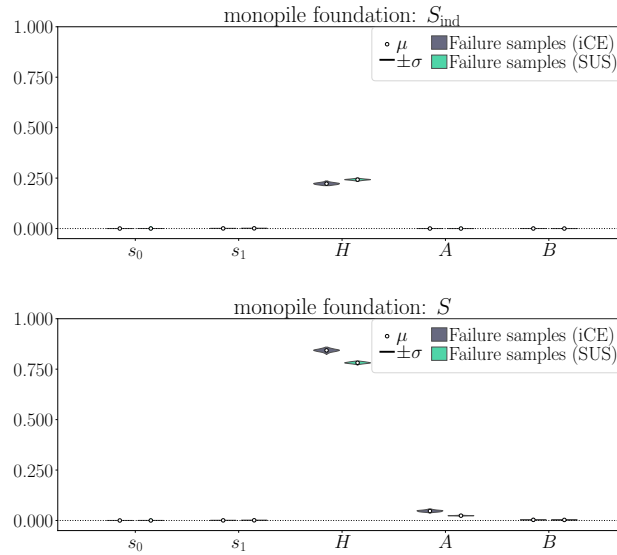 monopile foundation: S_ind
1.000
μ
Failure samples (iCE)
±σ
Failure samples (SUS)
0.750
0.500
0.250
0.000
s_0 s_1 H A B
monopile foundation: S
1.000
μ
Failure samples (iCE)
±σ
Failure samples (SUS)
0.750
0.500
0.250
0.000
s_0 s_1 H A B